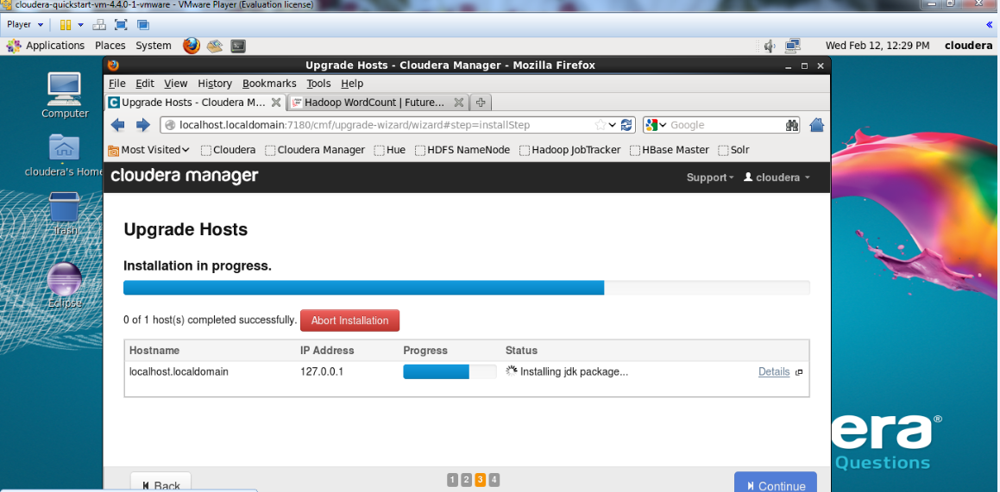 cloudera-quickstart-vm-4.4.0-1-vmware - VMware Player (Evaluation license)
Player
Applications Places System Wed Feb 12, 12:29 PM cloudera
Upgrade Hosts - Cloudera Manager - Mozilla Firefox
File Edit View History Bookmarks Tools Help
Upgrade Hosts - Cloudera M... Hadoop WordCount | Future...
localhost.localdomain:7180/cmf/upgrade-wizard/wizard#step=installStep Google
Most Visited Cloudera Cloudera Manager Hue HDFS NameNode Hadoop JobTracker HBase Master Solr
cloudera manager Support cloudera
Computer
cloudera's Home
Trash
Eclipse
Upgrade Hosts
Installation in progress.
0 of 1 host(s) completed successfully. Abort Installation
Hostname IP Address Progress Status
localhost.localdomain 127.0.0.1 Installing jdk package... Details
Back 1 2 3 4 Continue
era®
Questions